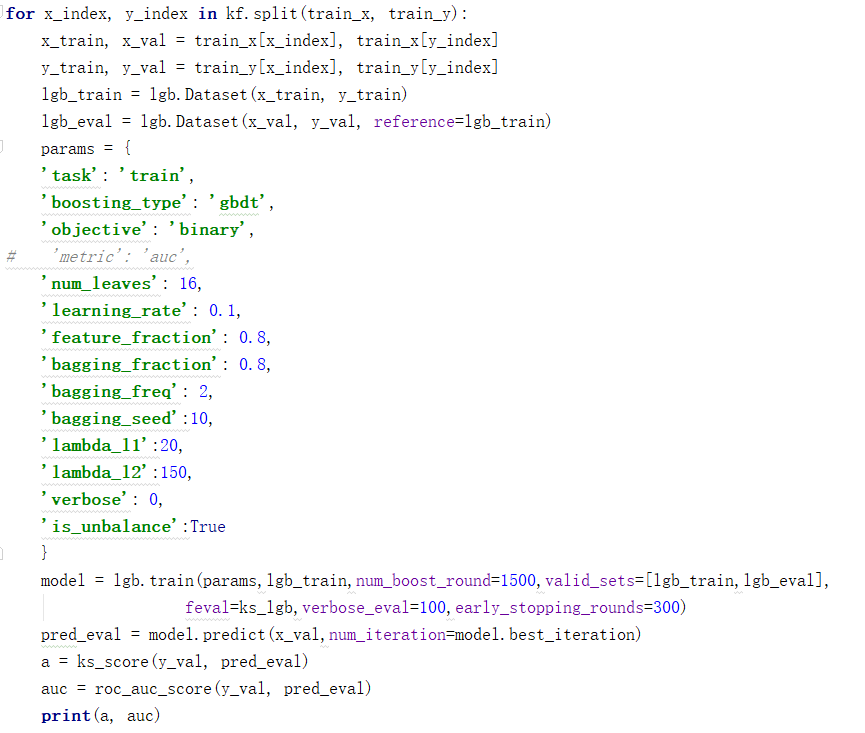 for x_index, y_index in kf.split(train_x, train_y):
    x_train, x_val = train_x[x_index], train_x[y_index]
    y_train, y_val = train_y[x_index], train_y[y_index]
    lgb_train = lgb.Dataset(x_train, y_train)
    lgb_eval = lgb.Dataset(x_val, y_val, reference=lgb_train)
    params = {
    'task': 'train',
    'boosting_type': 'gbdt',
    'objective': 'binary',
#    'metric': 'auc',
    'num_leaves': 16,
    'learning_rate': 0.1,
    'feature_fraction': 0.8,
    'bagging_fraction': 0.8,
    'bagging_freq': 2,
    'bagging_seed':10,
    'lambda_l1':20,
    'lambda_l2':150,
    'verbose': 0,
    'is_unbalance':True
    }
    model = lgb.train(params,lgb_train,num_boost_round=1500,valid_sets=[lgb_train,lgb_eval],
                    feval=ks_lgb,verbose_eval=100,early_stopping_rounds=300)
    pred_eval = model.predict(x_val,num_iteration=model.best_iteration)
    a = ks_score(y_val, pred_eval)
    auc = roc_auc_score(y_val, pred_eval)
    print(a, auc)